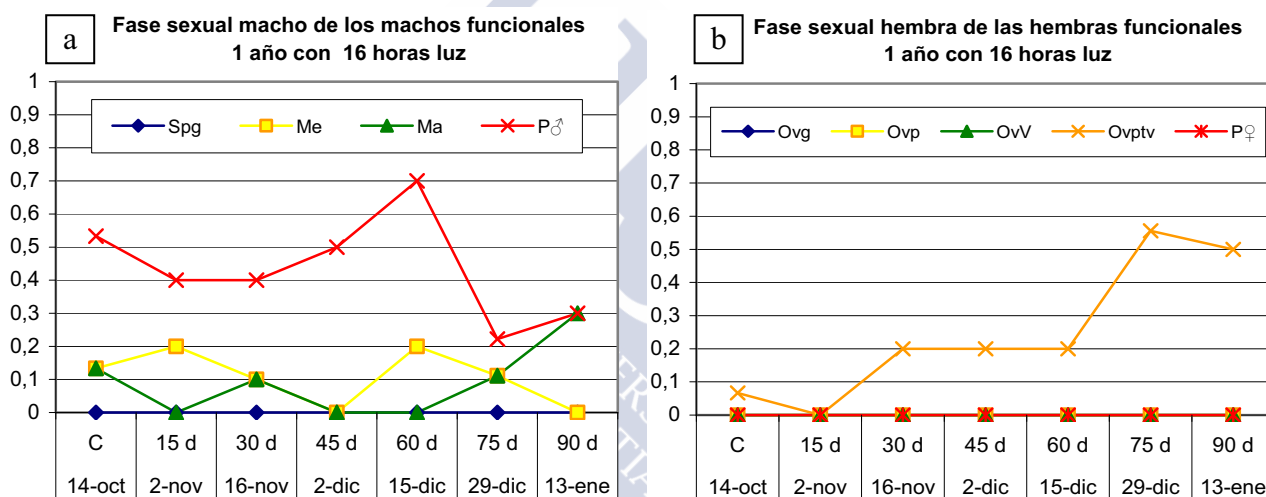 a
Fase sexual macho de los machos funcionales
1 año con 16 horas luz
1
0,9
0,8
0,7
0,6
0,5
0,4
0,3
0,2
0,1
0
Spg Me Ma P♂
C 15 d 30 d 45 d 60 d 75 d 90 d
14-oct 2-nov 16-nov 2-dic 15-dic 29-dic 13-ene
b
Fase sexual hembra de las hembras funcionales
1 año con 16 horas luz
1
0,9
0,8
0,7
0,6
0,5
0,4
0,3
0,2
0,1
0
Ovg Ovp OvV Ovptv P♀
C 15 d 30 d 45 d 60 d 75 d 90 d
14-oct 2-nov 16-nov 2-dic 15-dic 29-dic 13-ene